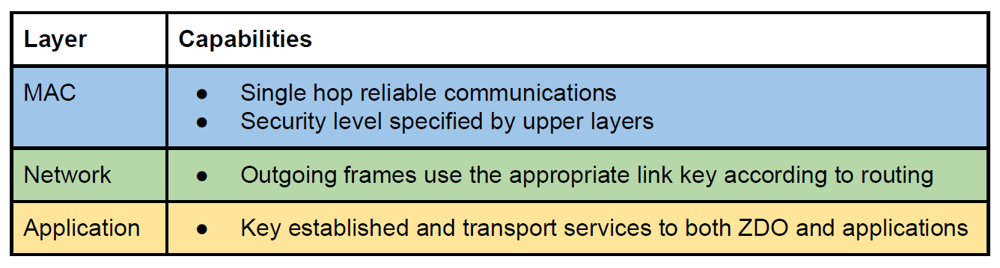 Layer Capabilities
MAC ● Single hop reliable communications
● Security level specified by upper layers
Network ● Outgoing frames use the appropriate link key according to routing
Application ● Key established and transport services to both ZDO and applications